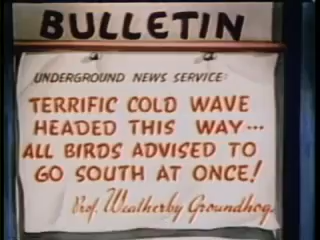 BULLETIN
UNDERGROUND NEWS SERVICE:
TERRIFIC COLD WAVE
HEADED THIS WAY---
ALL BIRDS ADVISED TO
GO SOUTH AT ONCE!
Prof. Weatherby Groundhog.